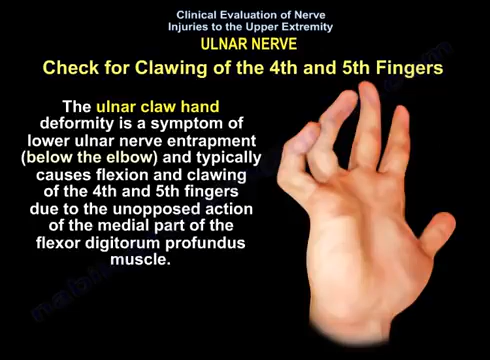 Clinical Evaluation of Nerve
Injuries to the Upper Extremity
ULNAR NERVE
Check for Clawing of the 4th and 5th Fingers
The ulnar claw hand
deformity is a symptom of
lower ulnar nerve entrapment
(below the elbow) and typically
causes flexion and clawing
of the 4th and 5th fingers
due to the unopposed action
of the medial part of the
flexor digitorum profundus
muscle.